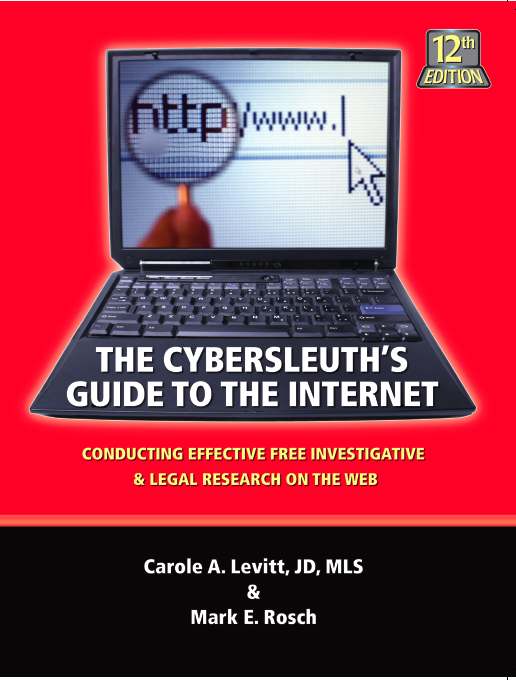 12th
EDITION
http
/www.
THE CYBERSLEUTH'S
GUIDE TO THE INTERNET
CONDUCTING EFFECTIVE FREE INVESTIGATIVE
& LEGAL RESEARCH ON THE WEB
Carole A. Levitt, JD, MLS
&
Mark E. Rosch